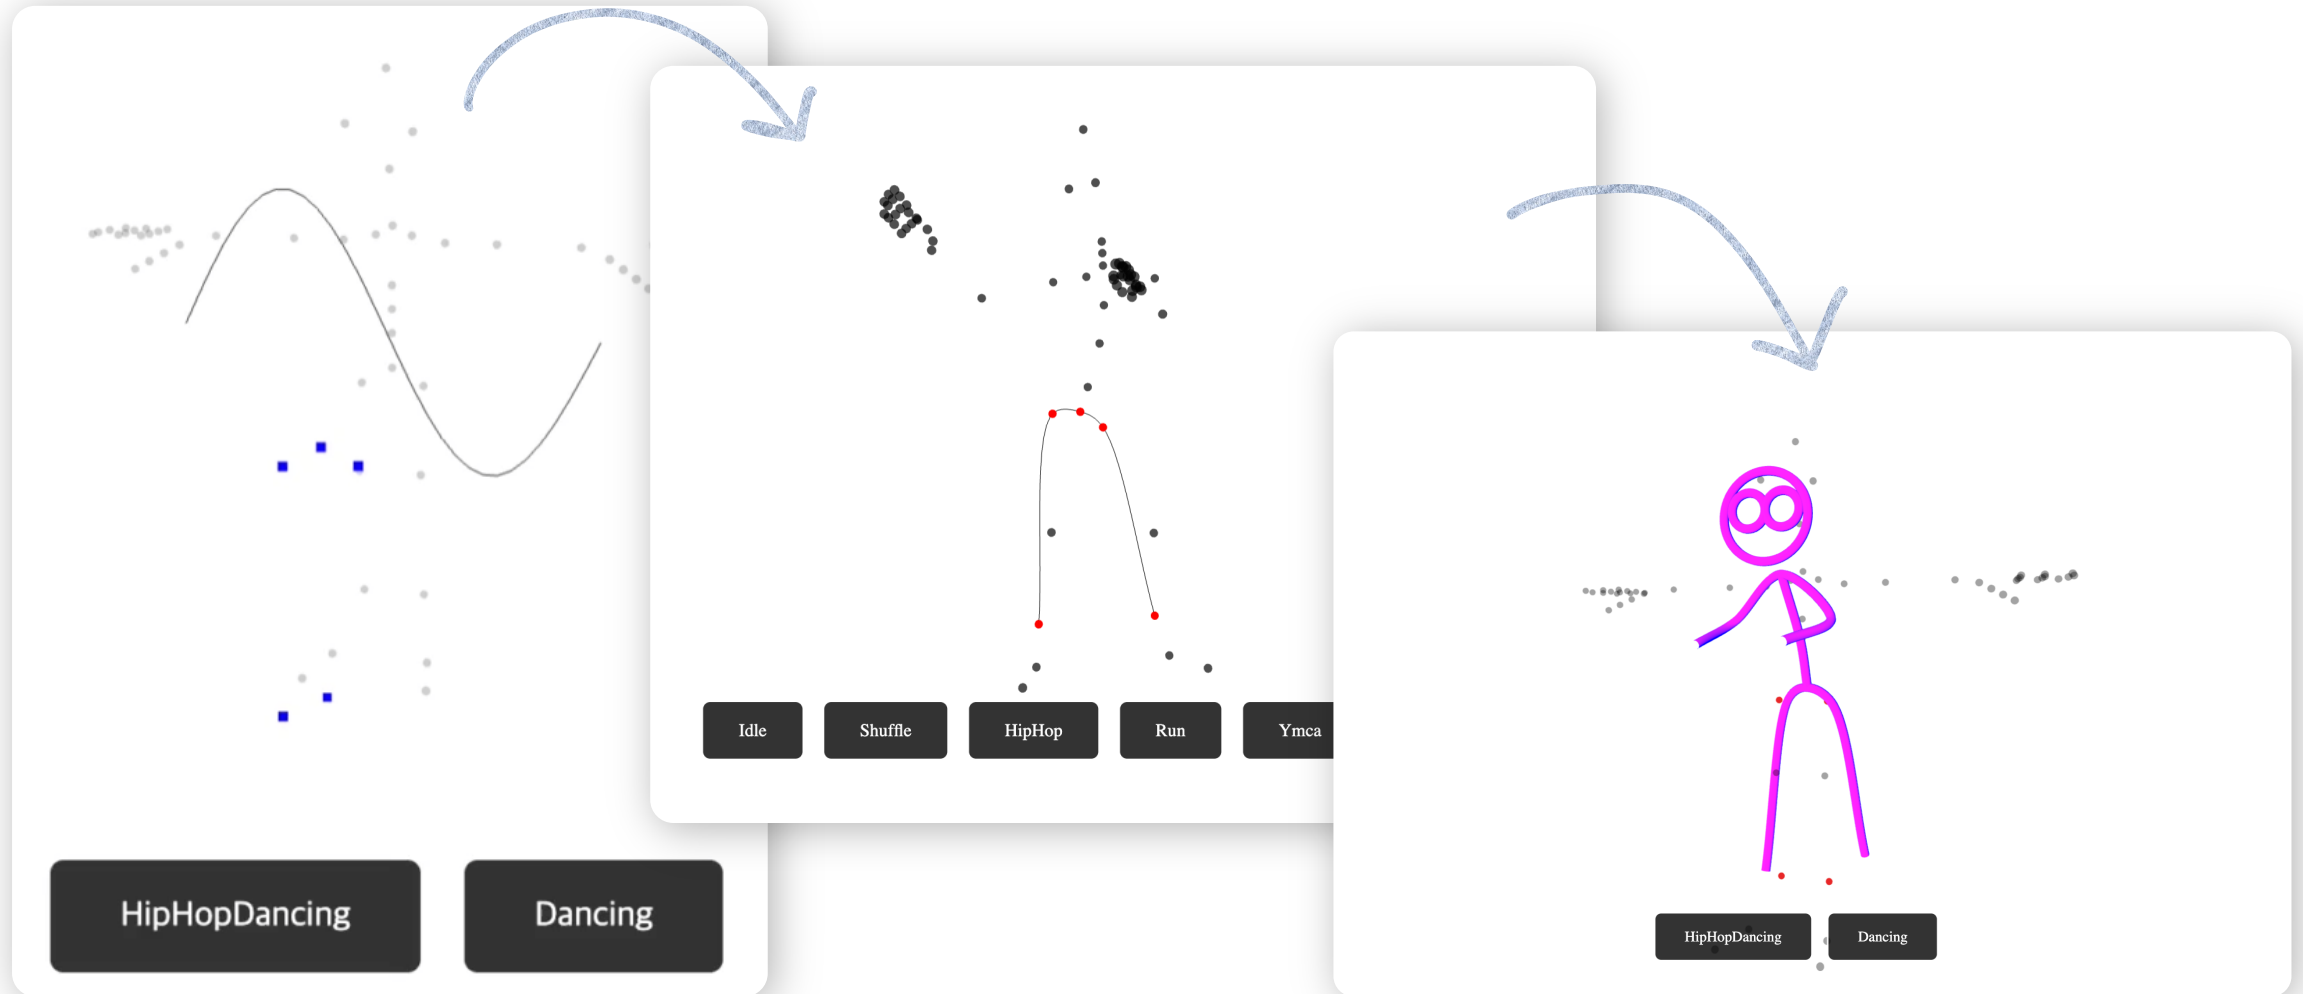 HipHopDancing
Dancing
Idle
Shuffle
HipHop
Run
Ymca
HipHopDancing
Dancing